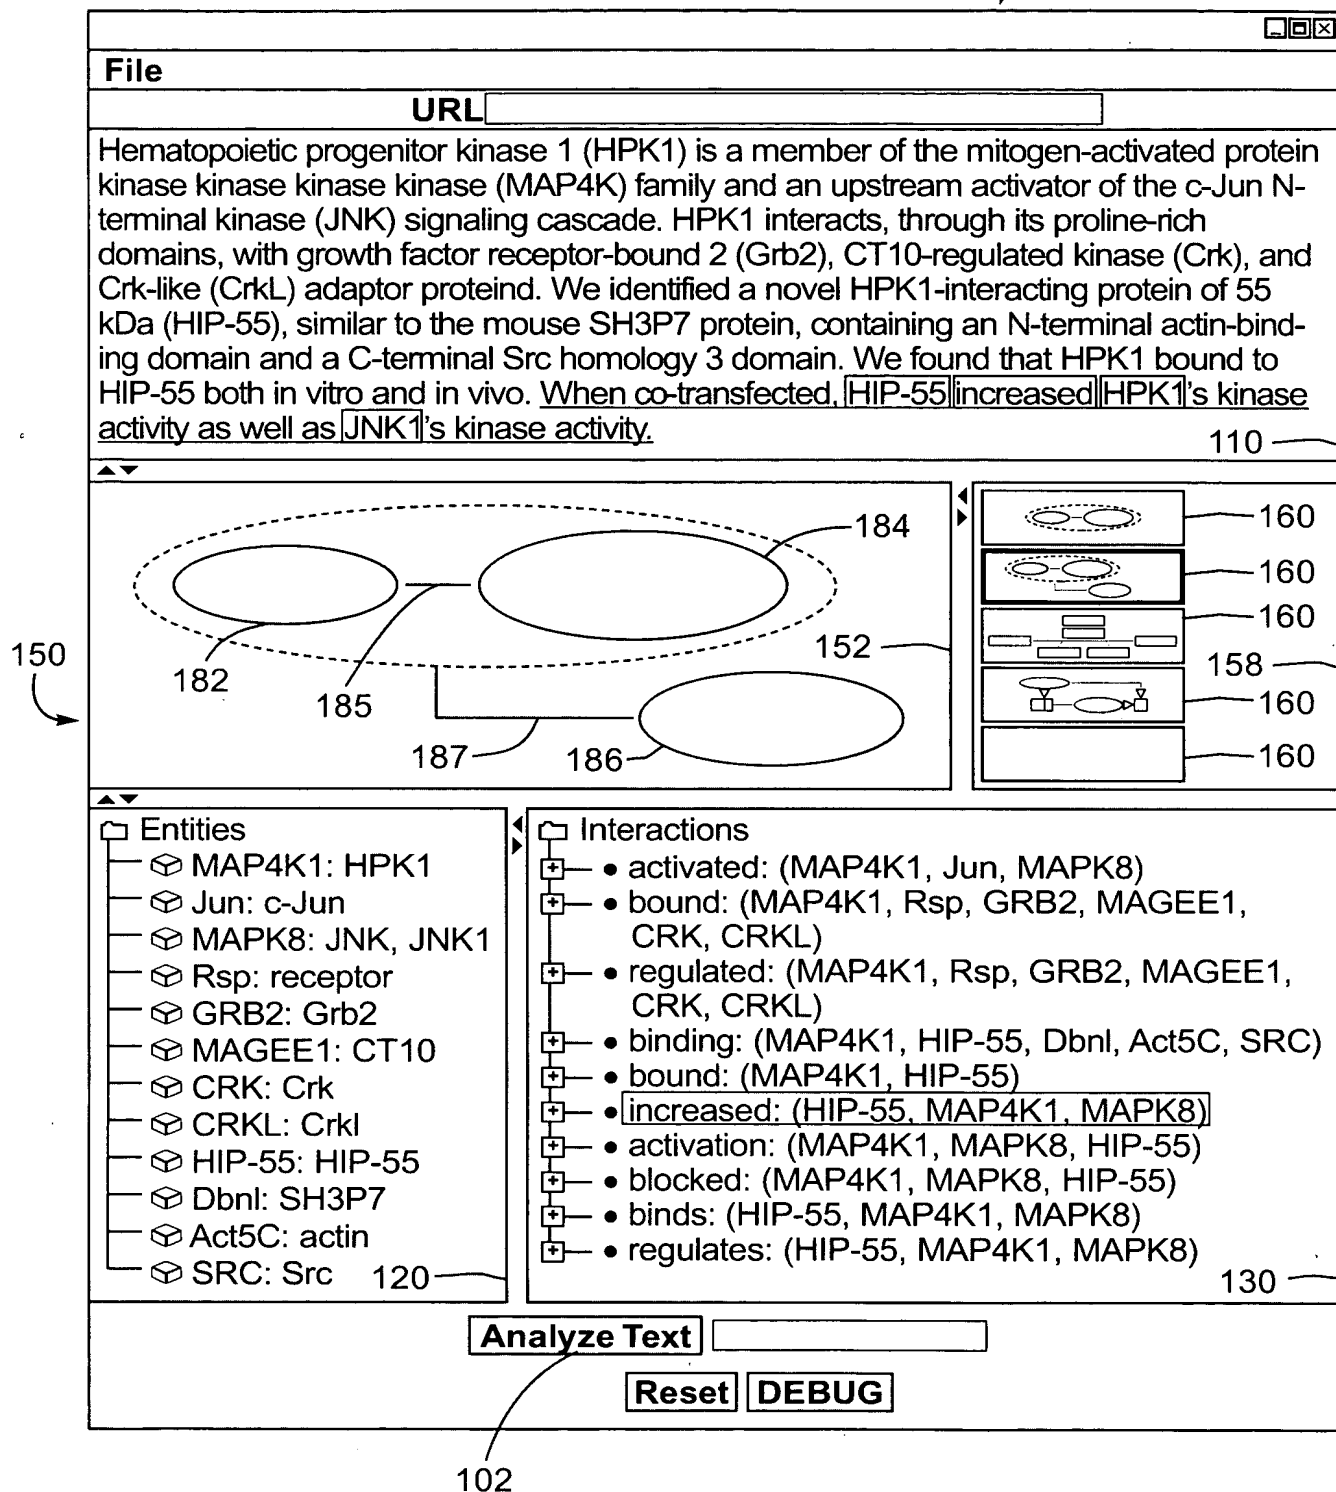 File
URL
Hematopoietic progenitor kinase 1 (HPK1) is a member of the mitogen-activated protein
kinase kinase kinase kinase (MAP4K) family and an upstream activator of the c-Jun N-
terminal kinase (JNK) signaling cascade. HPK1 interacts, through its proline-rich
domains, with growth factor receptor-bound 2 (Grb2), CT10-regulated kinase (Crk), and
Crk-like (CrkL) adaptor proteind. We identified a novel HPK1-interacting protein of 55
kDa (HIP-55), similar to the mouse SH3P7 protein, containing an N-terminal actin-bind-
ing domain and a C-terminal Src homology 3 domain. We found that HPK1 bound to
HIP-55 both in vitro and in vivo. When co-transfected, HIP-55 increased HPK1's kinase
activity as well as JNK1's kinase activity.
110
184
182
185
152
187
186
150
160
160
160
158
160
160
Entities
MAP4K1: HPK1
Jun: c-Jun
MAPK8: JNK, JNK1
Rsp: receptor
GRB2: Grb2
MAGEE1: CT10
CRK: Crk
CRKL: Crkl
HIP-55: HIP-55
Dbnl: SH3P7
Act5C: actin
SRC: Src
120
Interactions
activated: (MAP4K1, Jun, MAPK8)
bound: (MAP4K1, Rsp, GRB2, MAGEE1,
CRK, CRKL)
regulated: (MAP4K1, Rsp, GRB2, MAGEE1,
CRK, CRKL)
binding: (MAP4K1, HIP-55, Dbnl, Act5C, SRC)
bound: (MAP4K1, HIP-55)
increased: (HIP-55, MAP4K1, MAPK8)
activation: (MAP4K1, MAPK8, HIP-55)
blocked: (MAP4K1, MAPK8, HIP-55)
binds: (HIP-55, MAP4K1, MAPK8)
regulates: (HIP-55, MAP4K1, MAPK8)
130
Analyze Text
Reset DEBUG
102